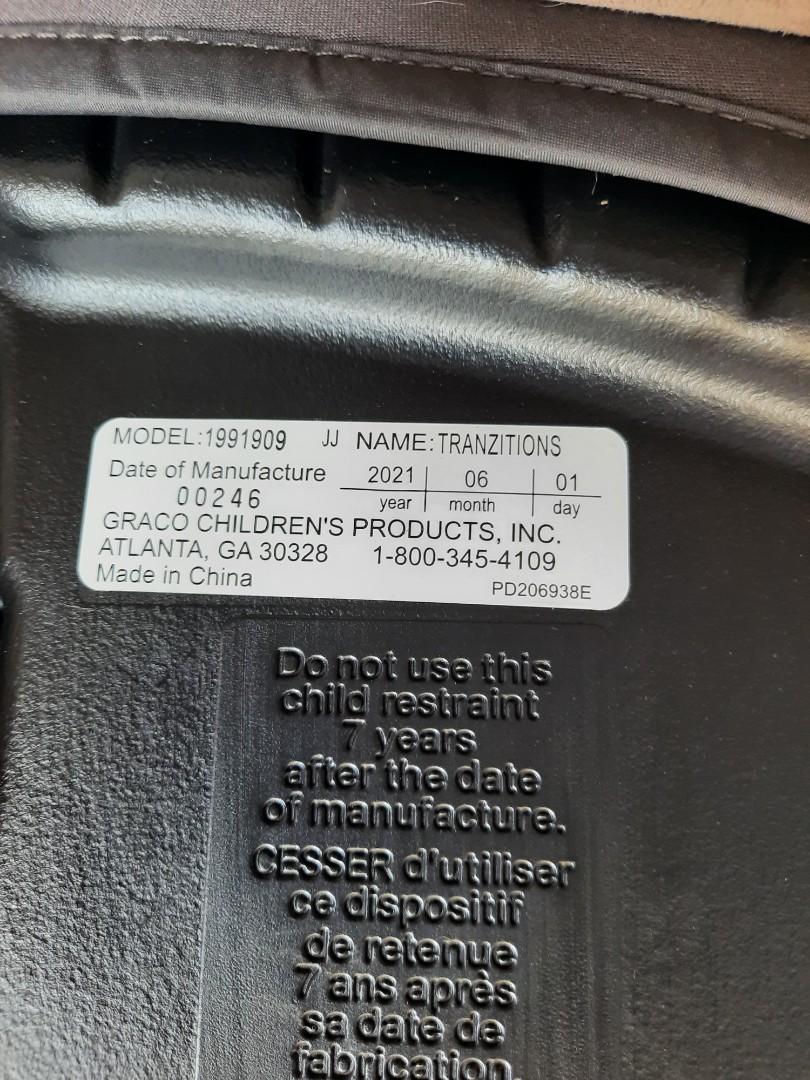 MODEL:1991909 JJ NAME:TRANZITIONS
Date of Manufacture 2021 06 01
00246 year month day
GRACO CHILDREN'S PRODUCTS, INC.
ATLANTA, GA 30328 1-800-345-4109
Made in China PD206938E
Do not use this
child restraint
7 years
after the date
of manufacture.
CESSER d'utiliser
ce dispositif
de retenue
7 ans après
sa date de
fabrication.